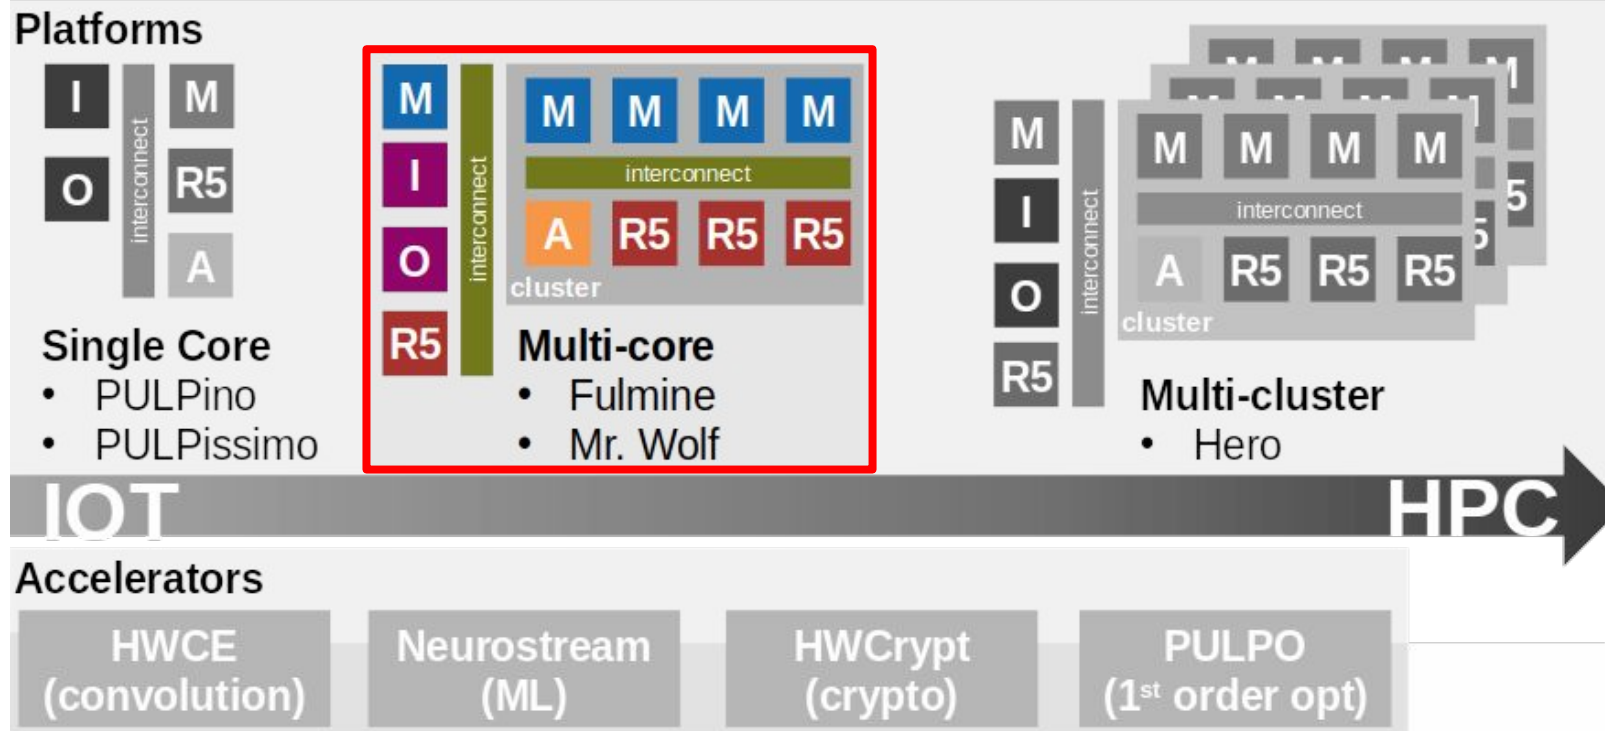 Platforms
I
O
interconnect
M
R5
A
Single Core
• PULPino
• PULPissimo
M
I
O
R5
interconnect
M M M M
interconnect
A R5 R5 R5
cluster
Multi-core
• Fulmine
• Mr. Wolf
M
I
O
R5
interconnect
M M M M
M M M M
M M M M
interconnect
A R5 R5 R5
5
5
cluster
Multi-cluster
• Hero
IOT HPC
Accelerators
HWCE
(convolution)
Neurostream
(ML)
HWCrypt
(crypto)
PULPO
(1st order opt)